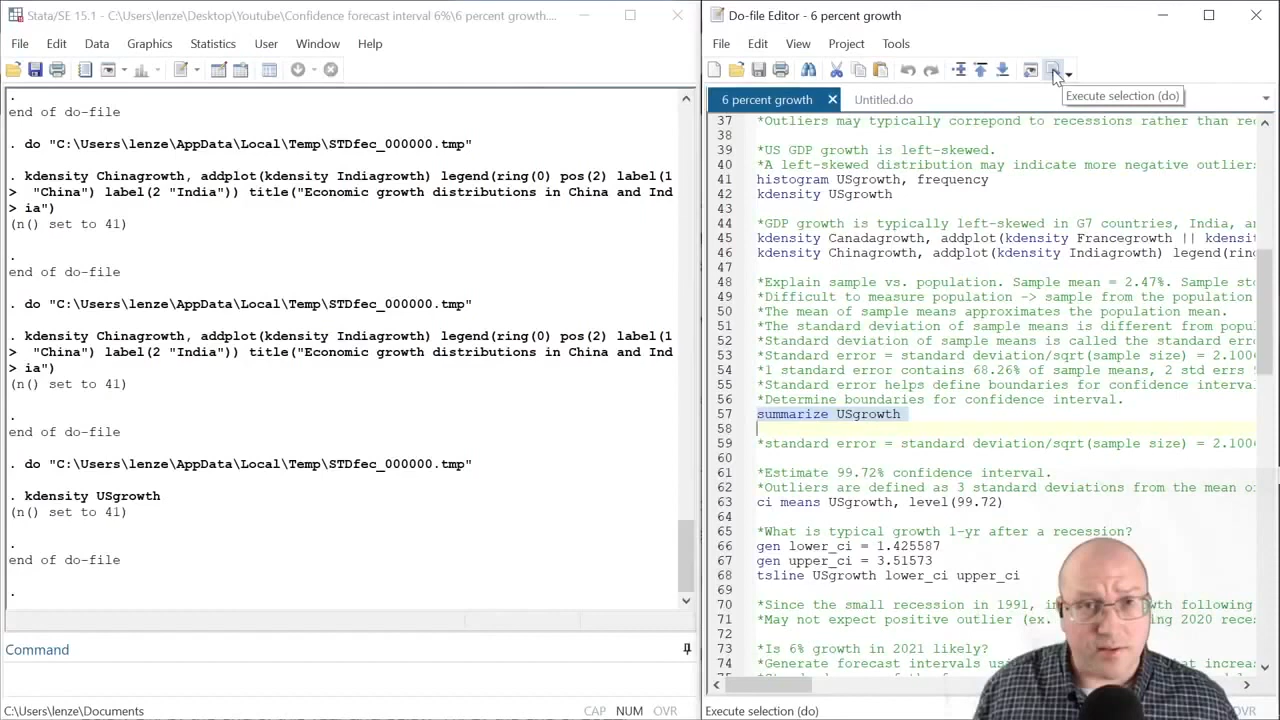 Stata/SE 15.1 - C:\Users\lenze\Desktop\Youtube\Confidence forecast interval 6%\6 percent growth....
File Edit Data Graphics Statistics User Window Help
.
end of do-file
. do "C:\Users\lenze\AppData\Local\Temp\STDfec_000000.tmp"
. kdensity Chinagrowth, addplot(kdensity Indiagrowth) legend(ring(0) pos(2) label(1
> "China") label(2 "India")) title("Economic growth distributions in China and Ind
> ia")
(n() set to 41)
.
end of do-file
. do "C:\Users\lenze\AppData\Local\Temp\STDfec_000000.tmp"
. kdensity Chinagrowth, addplot(kdensity Indiagrowth) legend(ring(0) pos(2) label(1
> "China") label(2 "India")) title("Economic growth distributions in China and Ind
> ia")
(n() set to 41)
.
end of do-file
. do "C:\Users\lenze\AppData\Local\Temp\STDfec_000000.tmp"
. kdensity USgrowth
(n() set to 41)
.
end of do-file
.
Command
C:\Users\lenze\Documents CAP NUM OVR
Do-file Editor - 6 percent growth
File Edit View Project Tools
Execute selection (do)
6 percent growth Untitled.do
37 *Outliers may typically correpond to recessions rather than
38
39 *US GDP growth is left-skewed.
40 *A left-skewed distribution may indicate more negative outliers
41 histogram USgrowth, frequency
42 kdensity USgrowth
43
44 *GDP growth is typically left-skewed in G7 countries, India,
45 kdensity Canadagrowth, addplot(kdensity Francegrowth ||
46 kdensity Chinagrowth, addplot(kdensity Indiagrowth) legend(ring
47
48 *Explain sample vs. population. Sample mean = 2.47%. Sample
49 *Difficult to measure population -> sample from the population
50 *The mean of sample means approximates the population mean.
51 *The standard deviation of sample means is different from
52 *Standard deviation of sample means is called the standard
53 *Standard error = standard deviation/sqrt(sample size) =
54 *1 standard error contains 68.26% of sample means, 2 std errs
55 *Standard error helps define boundaries for confidence
56 *Determine boundaries for confidence interval.
57 summarize USgrowth
58
59 *standard error = standard deviation/sqrt(sample size) =
60
61 *Estimate 99.72% confidence interval.
62 *Outliers are defined as 3 standard deviations from the mean
63 ci means USgrowth, level(99.72)
64
65 *What is typical growth 1-yr after a recession?
66 gen lower_ci = 1.425587
67 gen upper_ci = 3.51573
68 tsline USgrowth lower_ci upper_ci
69
70 *Since the small recession in 1991, following
71 *May not expect positive outlier (ex. 2020
72
73 *Is 6% growth in 2021 likely?
74 *Generate forecast intervals
Execute selection (do) OVR